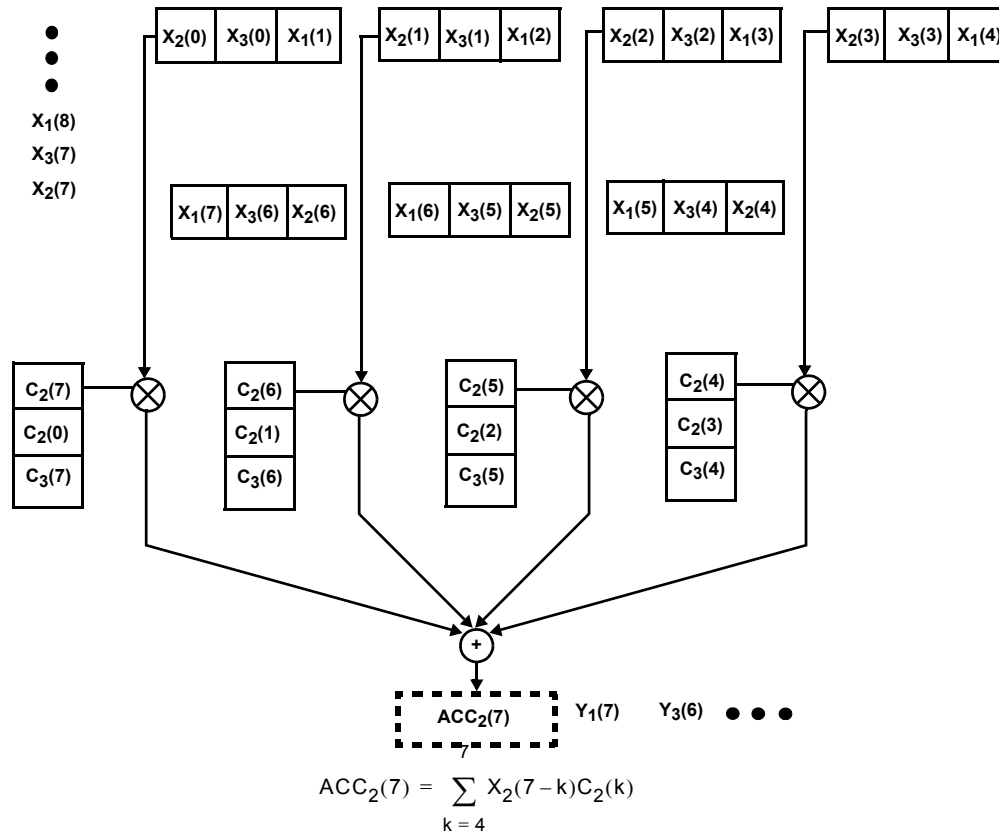 X2(0) X3(0) X1(1) X2(1) X3(1) X1(2) X2(2) X3(2) X1(3) X2(3) X3(3) X1(4)
X1(8)
X3(7)
X2(7)
X1(7) X3(6) X2(6) X1(6) X3(5) X2(5) X1(5) X3(4) X2(4)
C2(7) C2(6) C2(5) C2(4)
C2(0) C2(1) C2(2) C2(3)
C3(7) C3(6) C3(5) C3(4)
+
ACC2(7) Y1(7) Y3(6)
7
ACC2(7) = ∑ X2(7 – k)C2(k)
k = 4